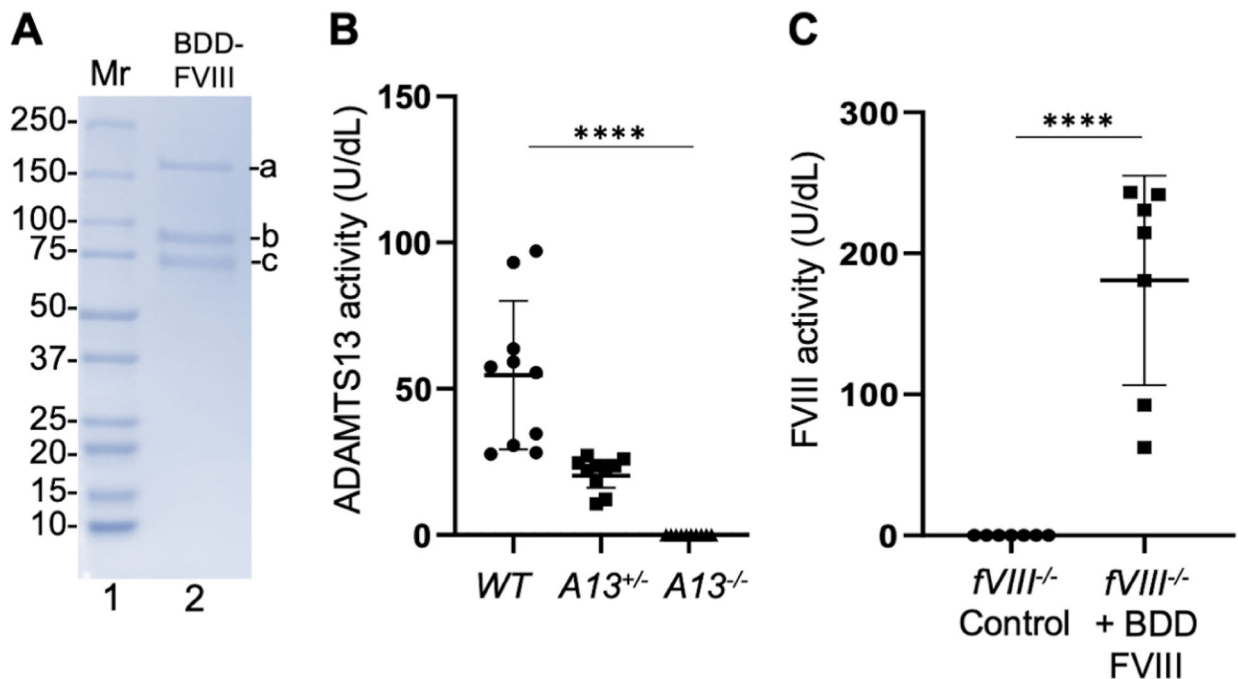 A
Mr
BDD-
FVIII
250-
150-
100-
75-
50-
37-
25-
20-
15-
10-
-a
-b
-c
1 2
B
ADAMTS13 activity (U/dL)
150
100
50
0
****
WT A13+/- A13-/-
C
FVIII activity (U/dL)
300
200
100
0
****
fVIII-/-
Control
fVIII-/-
+ BDD
FVIII